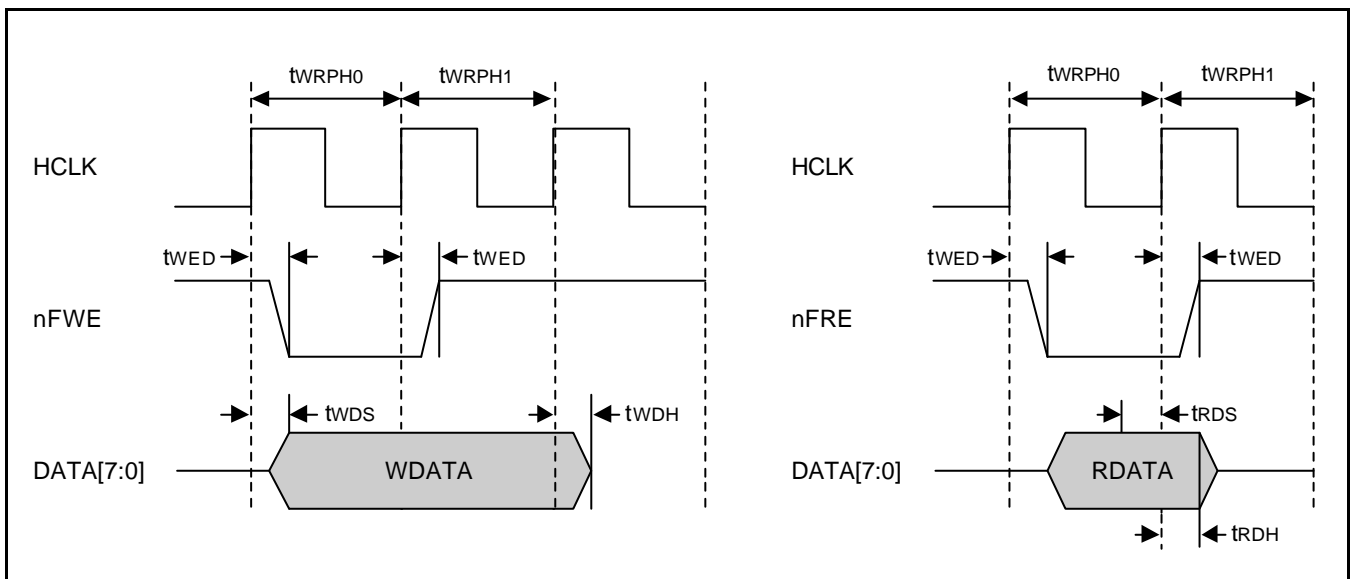 tWRPH0 tWRPH1 tWRPH0 tWRPH1
HCLK HCLK
tWED tWED tWED tWED
nFWE nFRE
tWDS tWDH tRDS
DATA[7:0] WDATA DATA[7:0] RDATA
tRDH